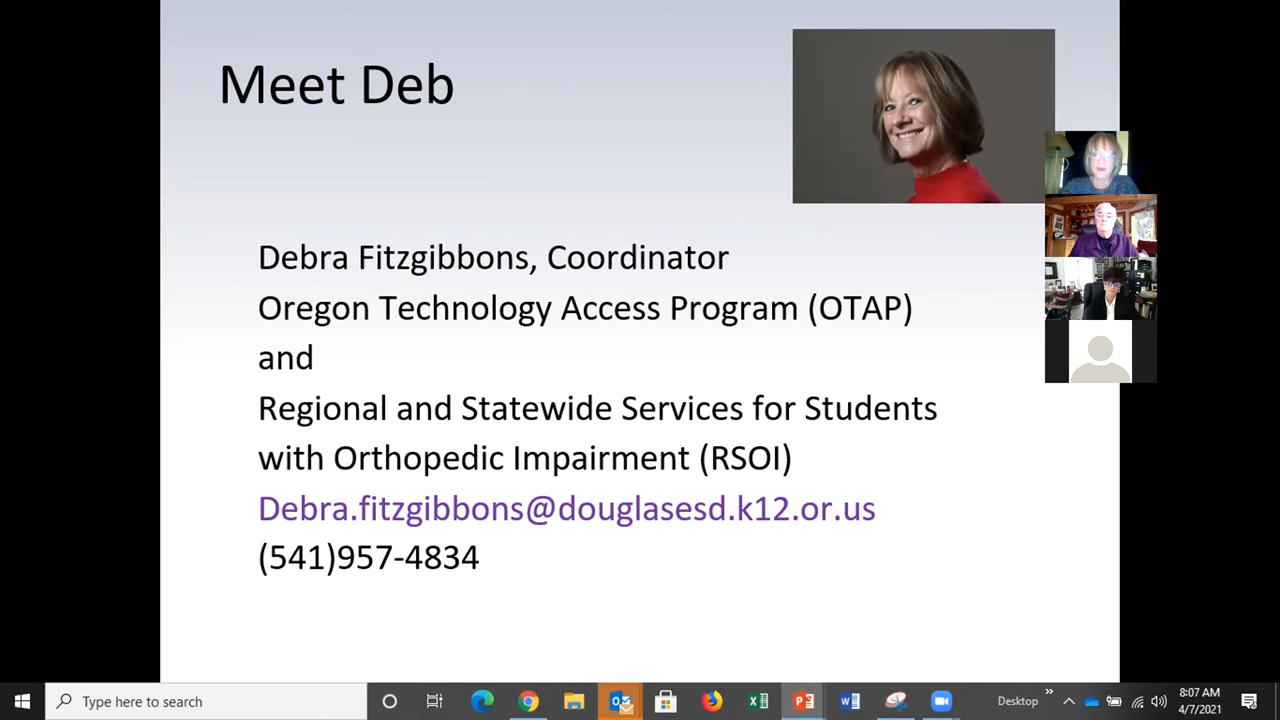 Meet Deb
Debra Fitzgibbons, Coordinator
Oregon Technology Access Program (OTAP)
and
Regional and Statewide Services for Students
with Orthopedic Impairment (RSOI)
Debra.fitzgibbons@douglasesd.k12.or.us
(541)957-4834
Type here to search
Desktop
8:07 AM
4/7/2021